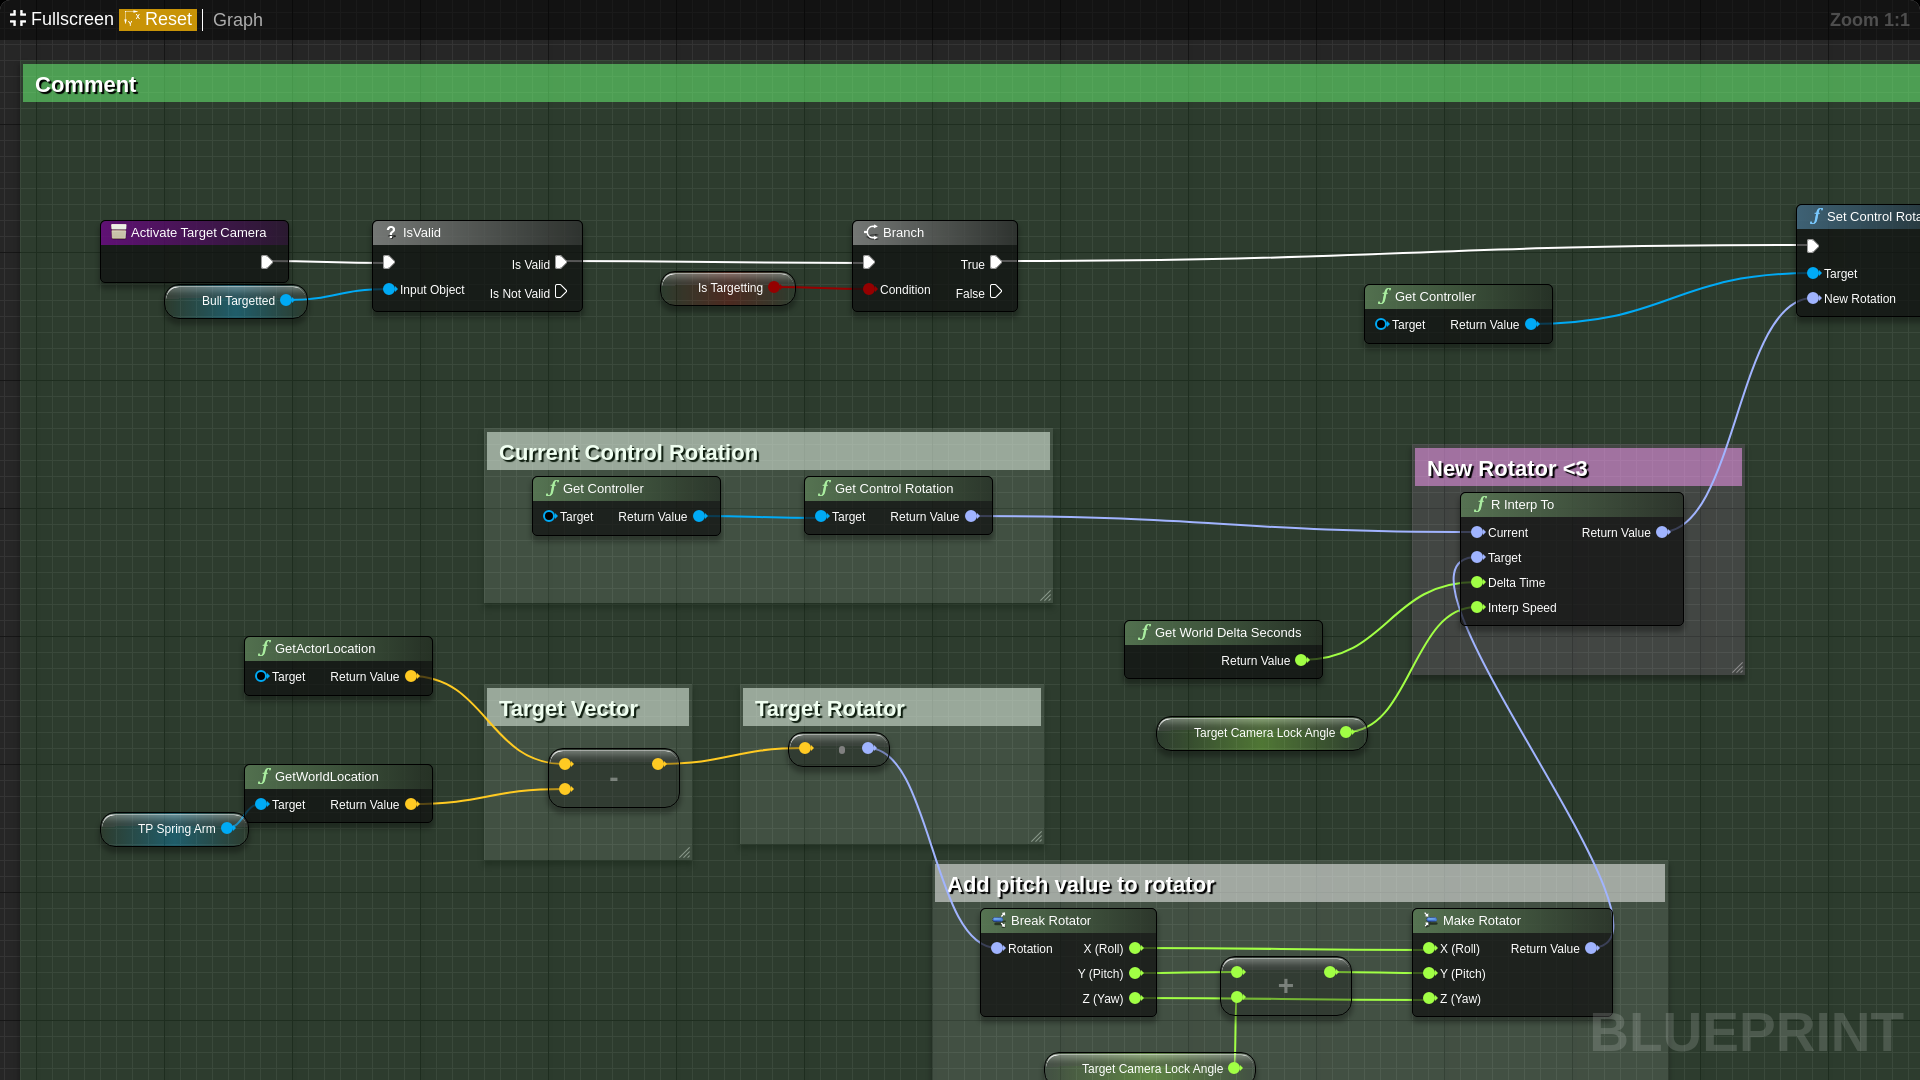 Fullscreen Reset Graph Zoom 1:1
Comment
Activate Target Camera
Bull Targetted
IsValid
Is Valid
Input Object
Is Not Valid
Is Targetting
Branch
True
Condition
False
Get Controller
Target Return Value
Set Control Rota
Target
New Rotation
Current Control Rotation
Get Controller
Target Return Value
Get Control Rotation
Target Return Value
New Rotator <3
R Interp To
Current Return Value
Target
Delta Time
Interp Speed
Get World Delta Seconds
Return Value
Target Camera Lock Angle
GetActorLocation
Target Return Value
GetWorldLocation
Target Return Value
TP Spring Arm
Target Vector
-
Target Rotator
Add pitch value to rotator
Break Rotator
Rotation X (Roll)
Y (Pitch)
Z (Yaw)
+
Make Rotator
X (Roll) Return Value
Y (Pitch)
Z (Yaw)
Target Camera Lock Angle
BLUEPRINT